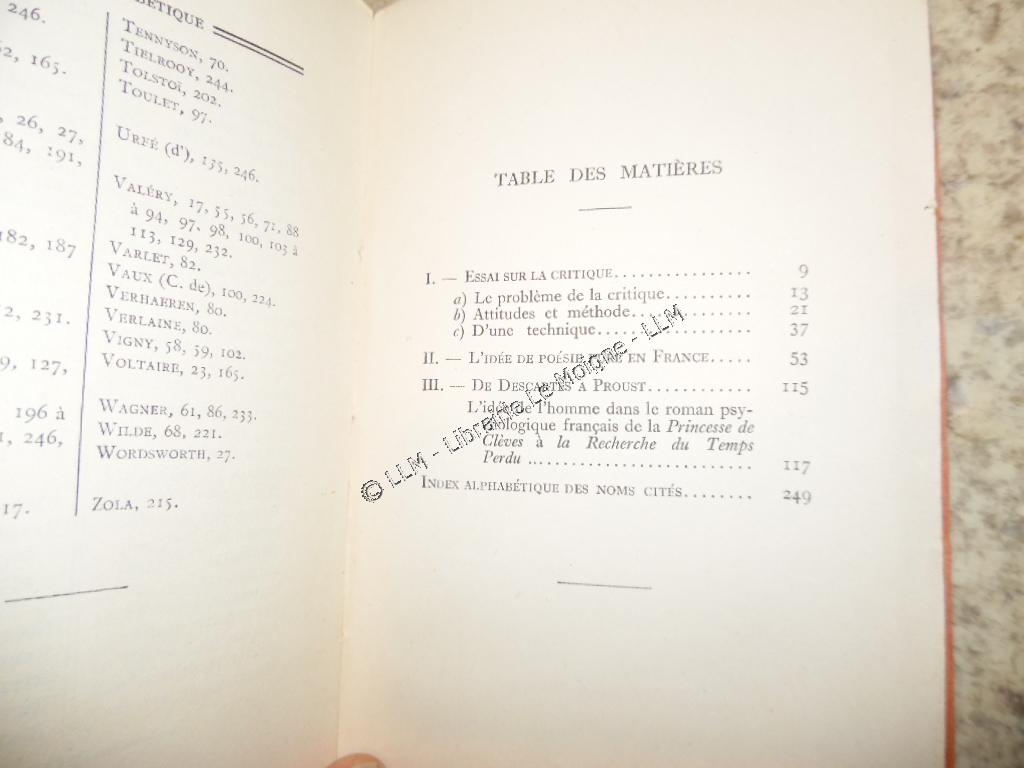 BÉTIQUE
246.
165.
26, 27,
84, 191,
182, 187
2, 231.
9, 127,
196 à
1, 246,
17.
TENNYSON, 70.
TIELROOY, 244.
TOLSTOÏ, 202.
TOULET, 97.
URFÉ (d'), 135, 246.
VALÉRY, 17, 55, 56, 71, 88
à 94, 97, 98, 100, 103 à
113, 129, 232.
VARLET, 82.
VAUX (C. de), 100, 224.
VERHAEREN, 80.
VERLAINE, 80.
VIGNY, 58, 59, 102.
VOLTAIRE, 23, 165.
WAGNER, 61, 86, 233.
WILDE, 68, 221.
WORDSWORTH, 27.
ZOLA, 215.
TABLE DES MATIÈRES
I. — ESSAI SUR LA CRITIQUE................ 9
a) Le problème de la critique.......... 13
b) Attitudes et méthode.............. 21
c) D'une technique.................. 37
II. — L'IDÉE DE POÉSIE PURE EN FRANCE..... 53
III. — DE DESCARTES A PROUST............ 115
L'idée de l'homme dans le roman psy-
chologique français de la Princesse de
Clèves à la Recherche du Temps
Perdu ............................ 117
INDEX ALPHABÉTIQUE DES NOMS CITÉS........ 249
© LLM - Librairie Le Moigne - LLM